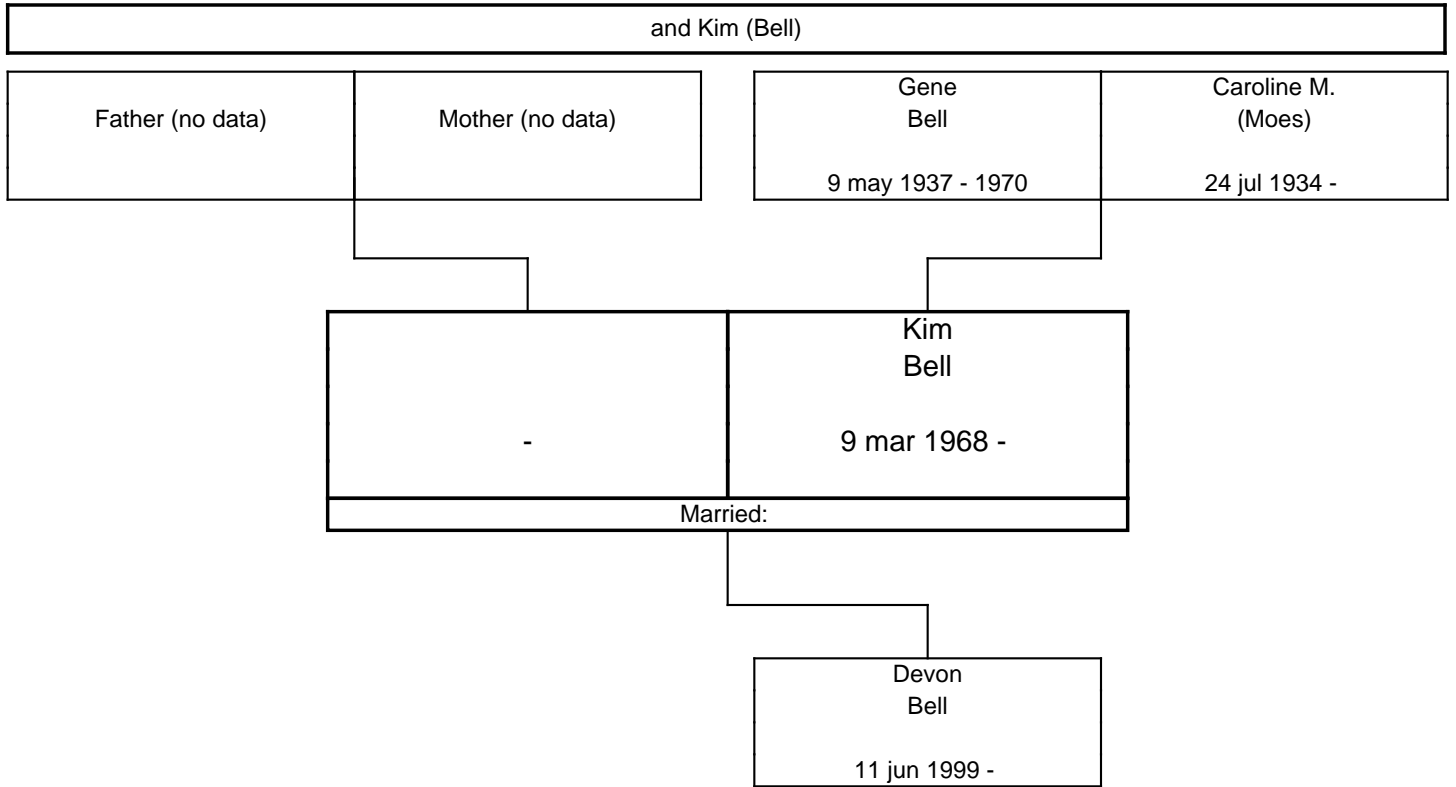 and Kim (Bell)
Father (no data)
Mother (no data)
Gene
Bell
9 may 1937 - 1970
Caroline M.
(Moes)
24 jul 1934 -
-
Kim
Bell
9 mar 1968 -
Married:
Devon
Bell
11 jun 1999 -